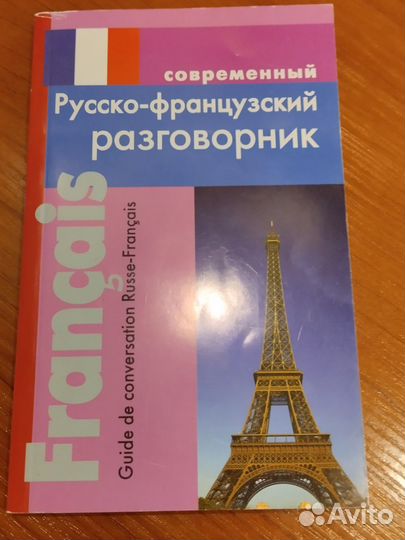 современный
Русско-французский
разговорник
Français
Guide de conversation Russe-Français
Avito